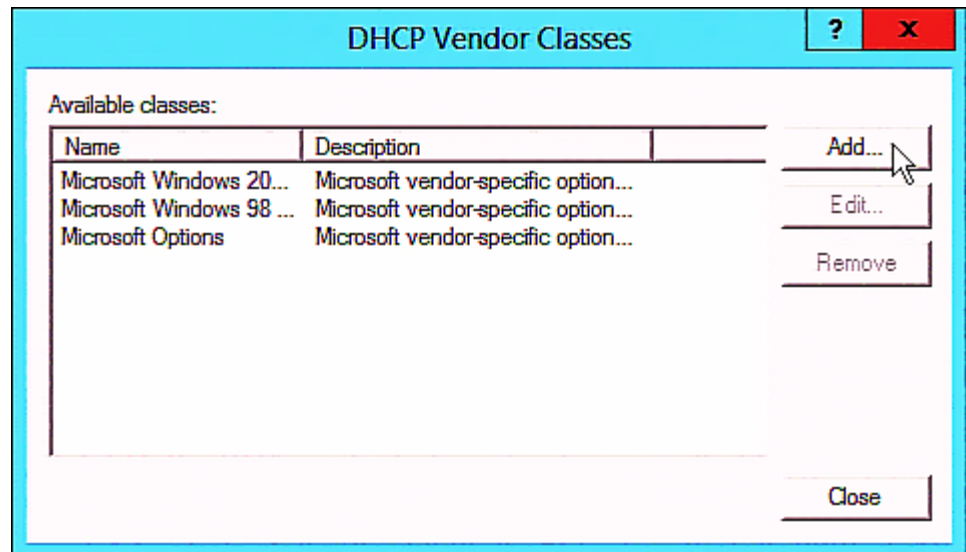 DHCP Vendor Classes
? x
Available classes:
Name Description
Add...
Microsoft Windows 20... Microsoft vendor-specific option...
Microsoft Windows 98 ... Microsoft vendor-specific option...
Edit...
Microsoft Options Microsoft vendor-specific option...
Remove
Close